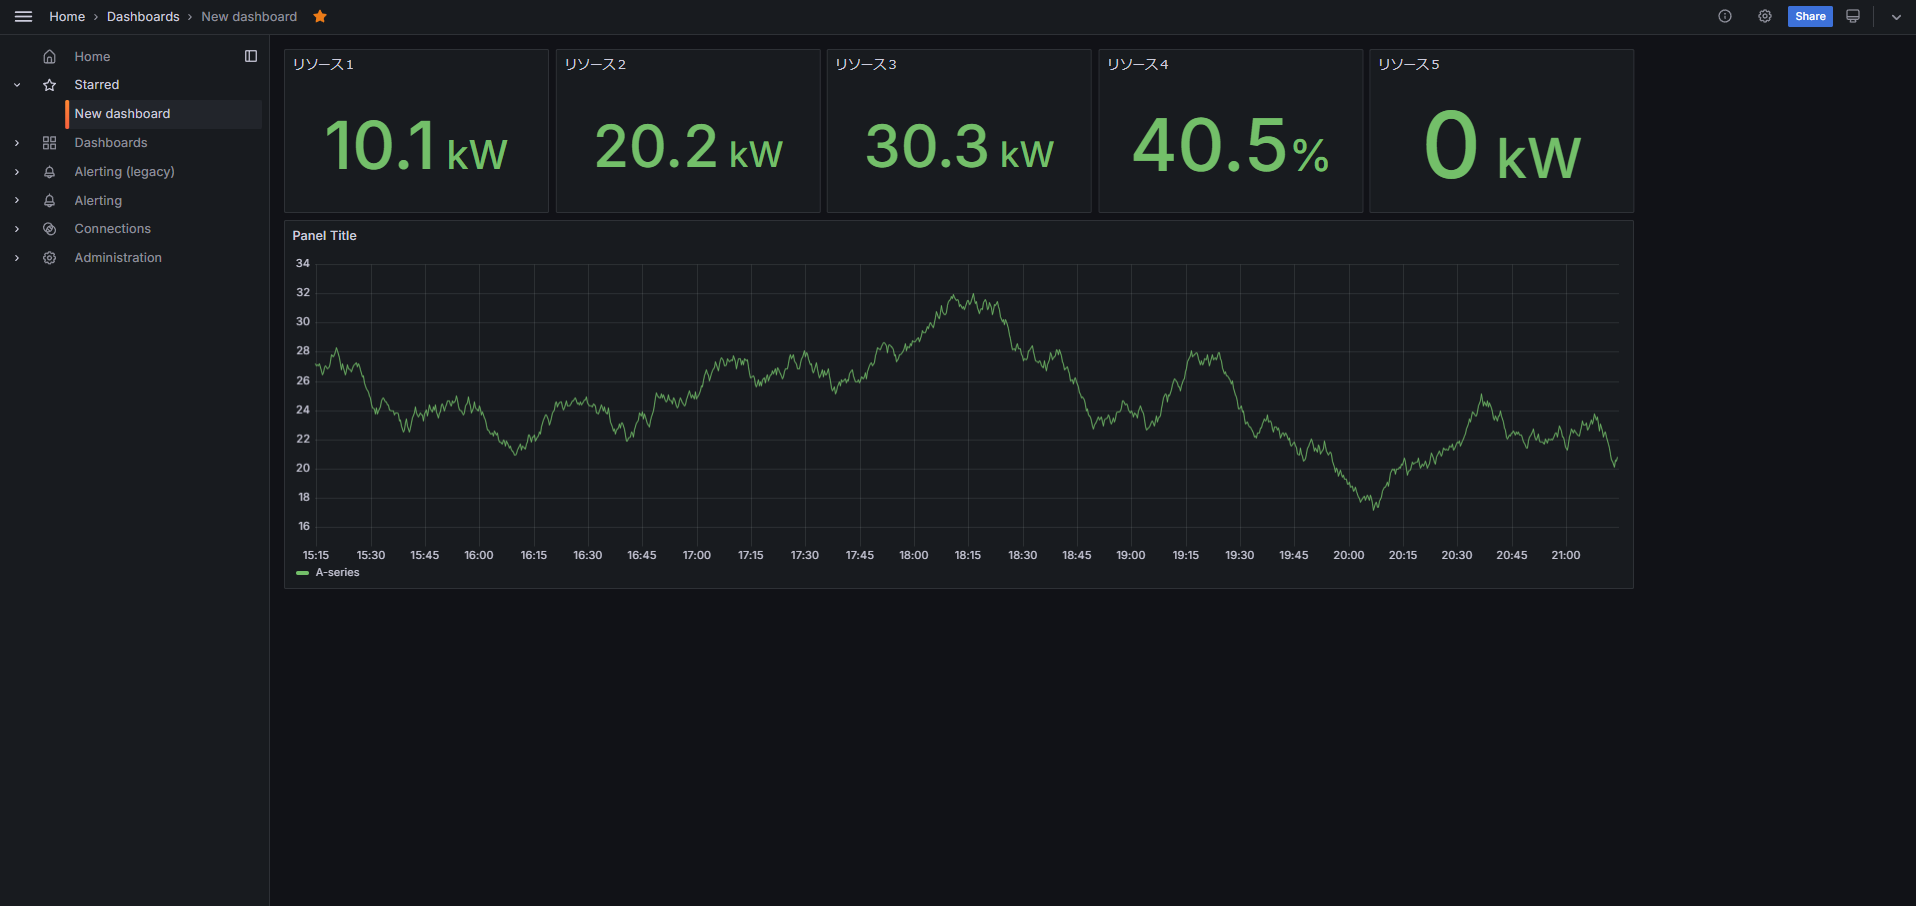 Home › Dashboards › New dashboard
Share
Home
Starred
New dashboard
Dashboards
Alerting (legacy)
Alerting
Connections
Administration
リソース1
10.1 kW
リソース2
20.2 kW
リソース3
30.3 kW
リソース4
40.5%
リソース5
0 kW
Panel Title
34
32
30
28
26
24
22
20
18
16
15:15 15:30 15:45 16:00 16:15 16:30 16:45 17:00 17:15 17:30 17:45 18:00 18:15 18:30 18:45 19:00 19:15 19:30 19:45 20:00 20:15 20:30 20:45 21:00
A-series